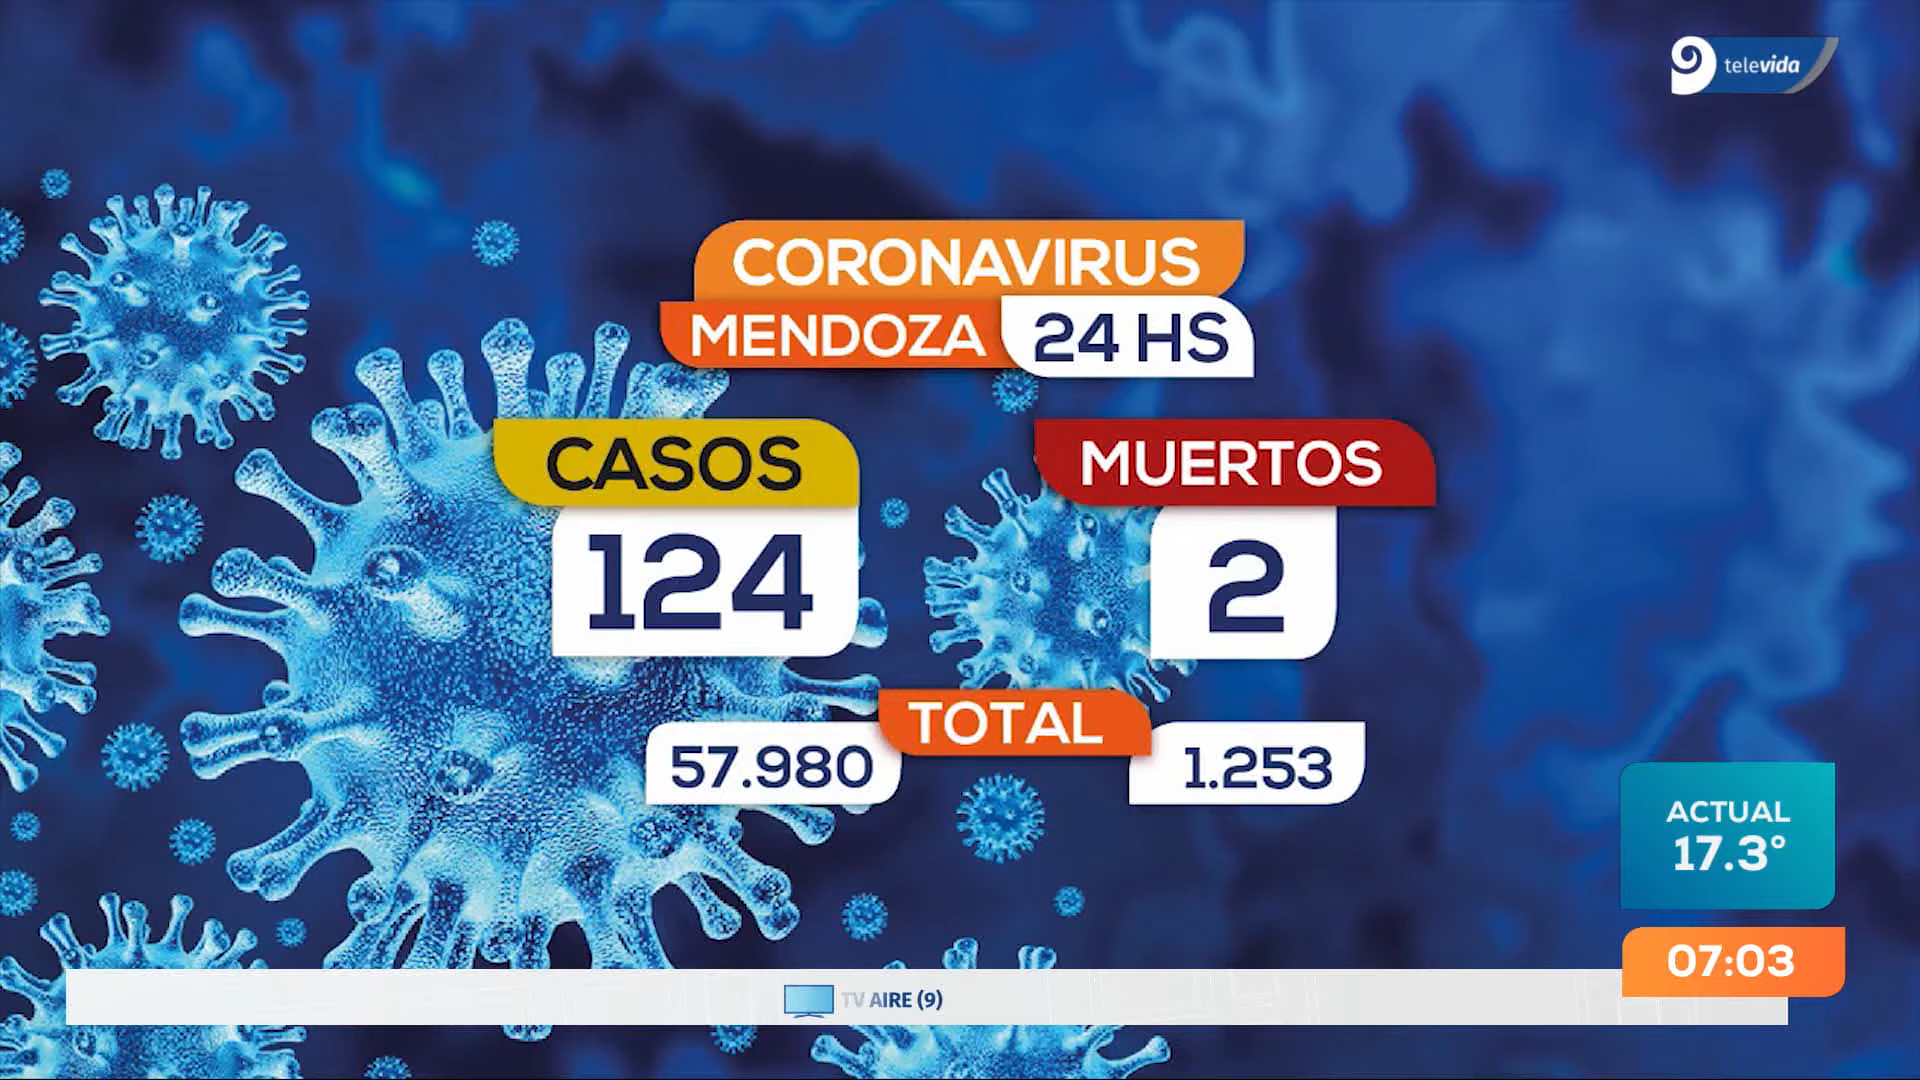 9 televida
CORONAVIRUS
MENDOZA 24 HS
CASOS MUERTOS
124 2
TOTAL
57.980 1.253
ACTUAL
17.3°
07:03
TV AIRE (9)